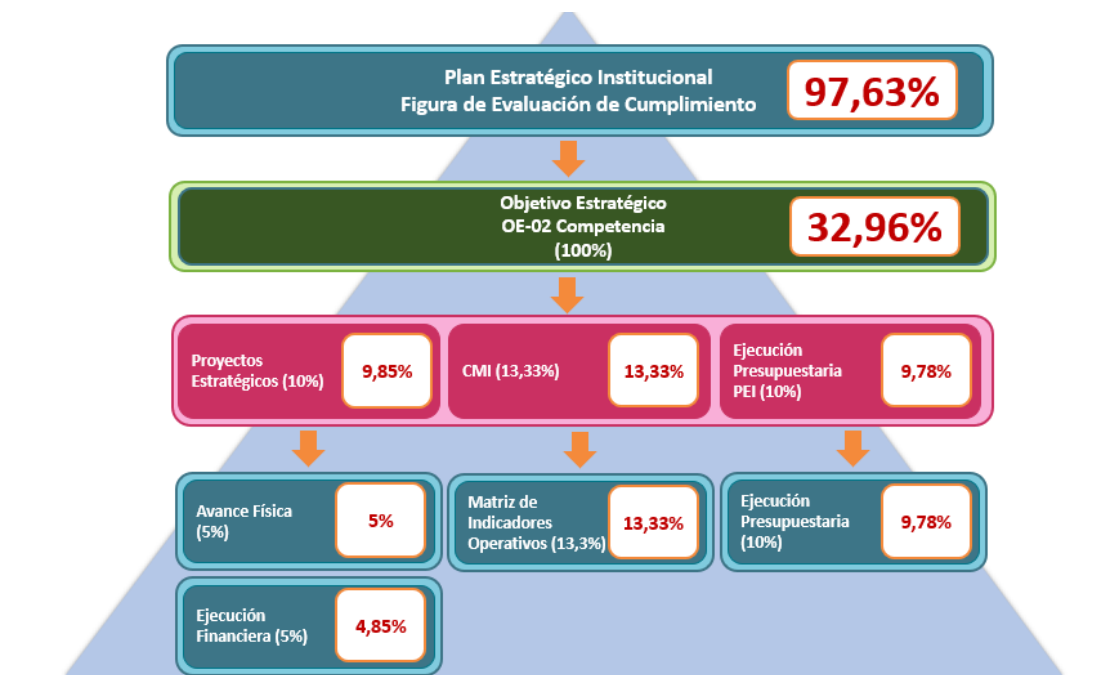 Plan Estratégico Institucional
Figura de Evaluación de Cumplimiento
97,63%
Objetivo Estratégico
OE-02 Competencia
(100%)
32,96%
Proyectos
Estratégicos (10%)
9,85%
CMI (13,33%)
13,33%
Ejecución
Presupuestaria
PEI (10%)
9,78%
Avance Física
(5%)
5%
Matriz de
Indicadores
Operativos (13,3%)
13,33%
Ejecución
Presupuestaria
(10%)
9,78%
Ejecución
Financiera (5%)
4,85%